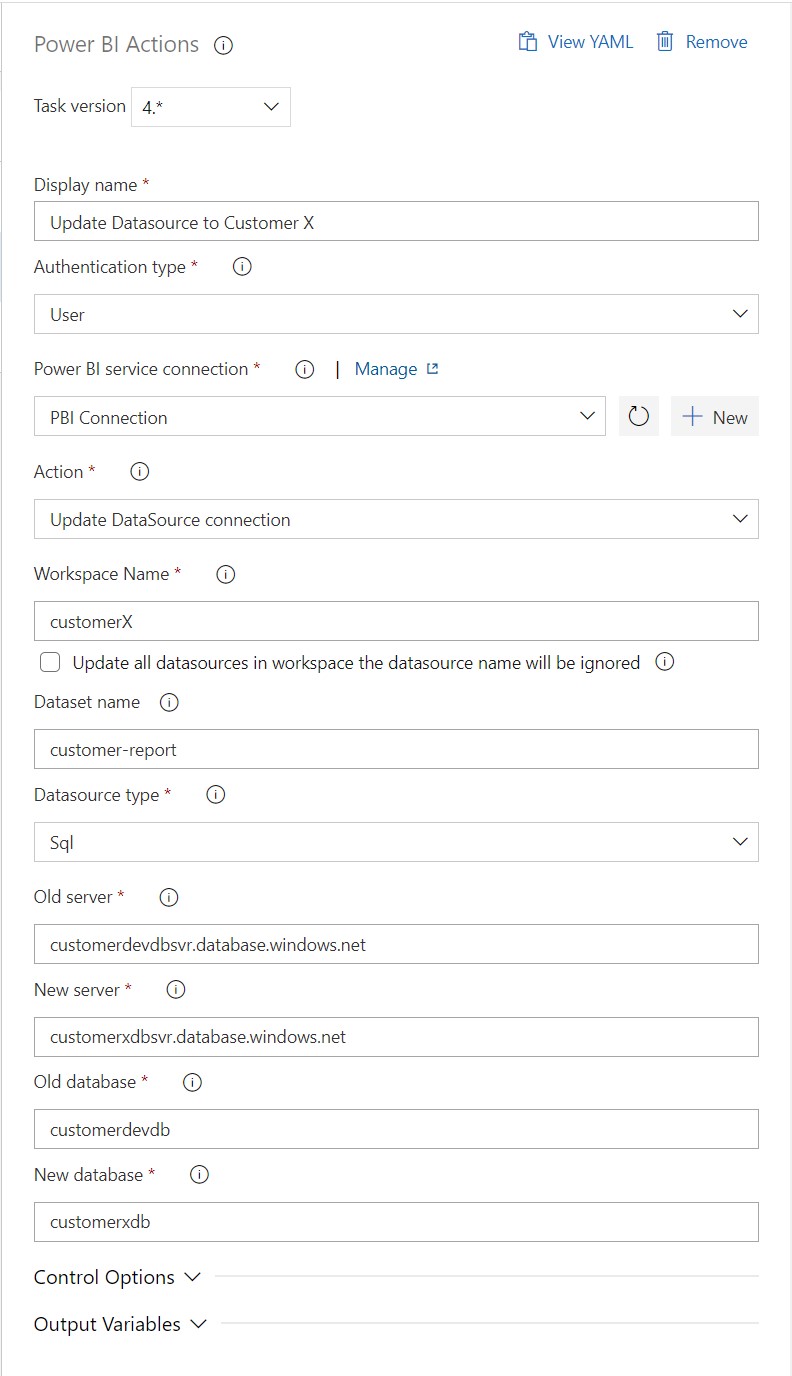 Power BI Actions View YAML Remove
Task version 4.*
Display name *
Update Datasource to Customer X
Authentication type *
User
Power BI service connection * | Manage
PBI Connection New
Action *
Update DataSource connection
Workspace Name *
customerX
Update all datasources in workspace the datasource name will be ignored
Dataset name
customer-report
Datasource type *
Sql
Old server *
customerdevdbsvr.database.windows.net
New server *
customerxdbsvr.database.windows.net
Old database *
customerdevdb
New database *
customerxdb
Control Options
Output Variables